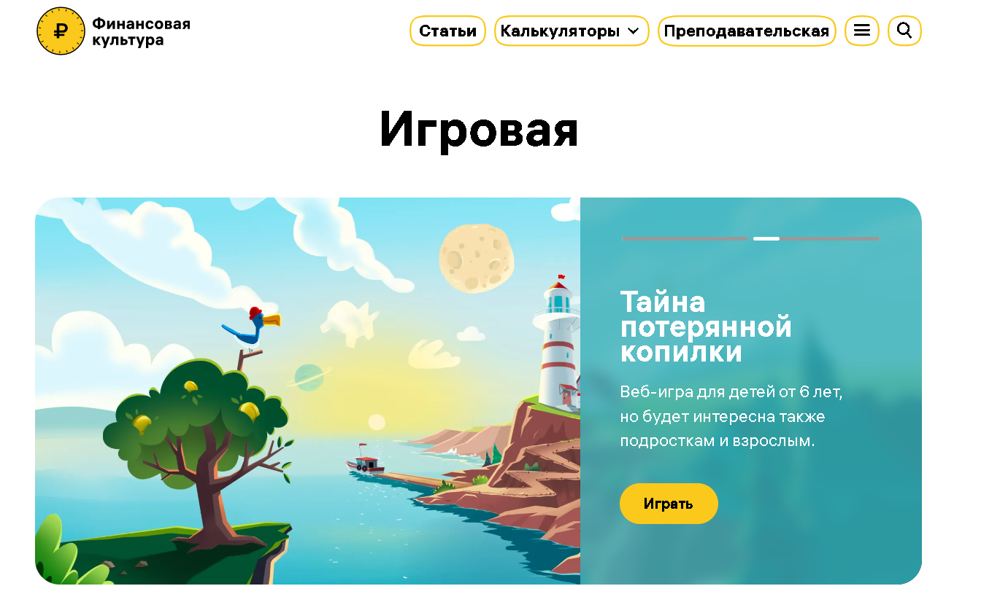 ₽
Финансовая
культура
Статьи
Калькуляторы
Преподавательская
Игровая
Тайна
потерянной
копилки
Веб-игра для детей от 6 лет,
но будет интересна также
подросткам и взрослым.
Играть